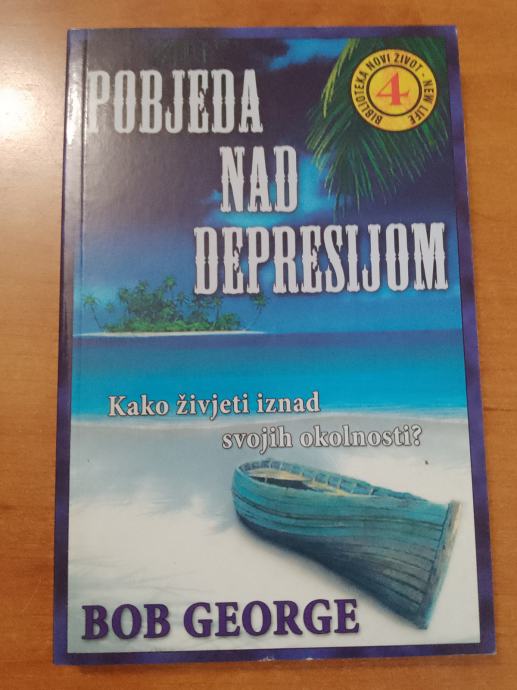 POBJEDA
NAD
DEPRESIJOM
BIBLIOTEKA NOVI ŽIVOT - NEW LIFE
4
Kako živjeti iznad
svojih okolnosti?
BOB GEORGE